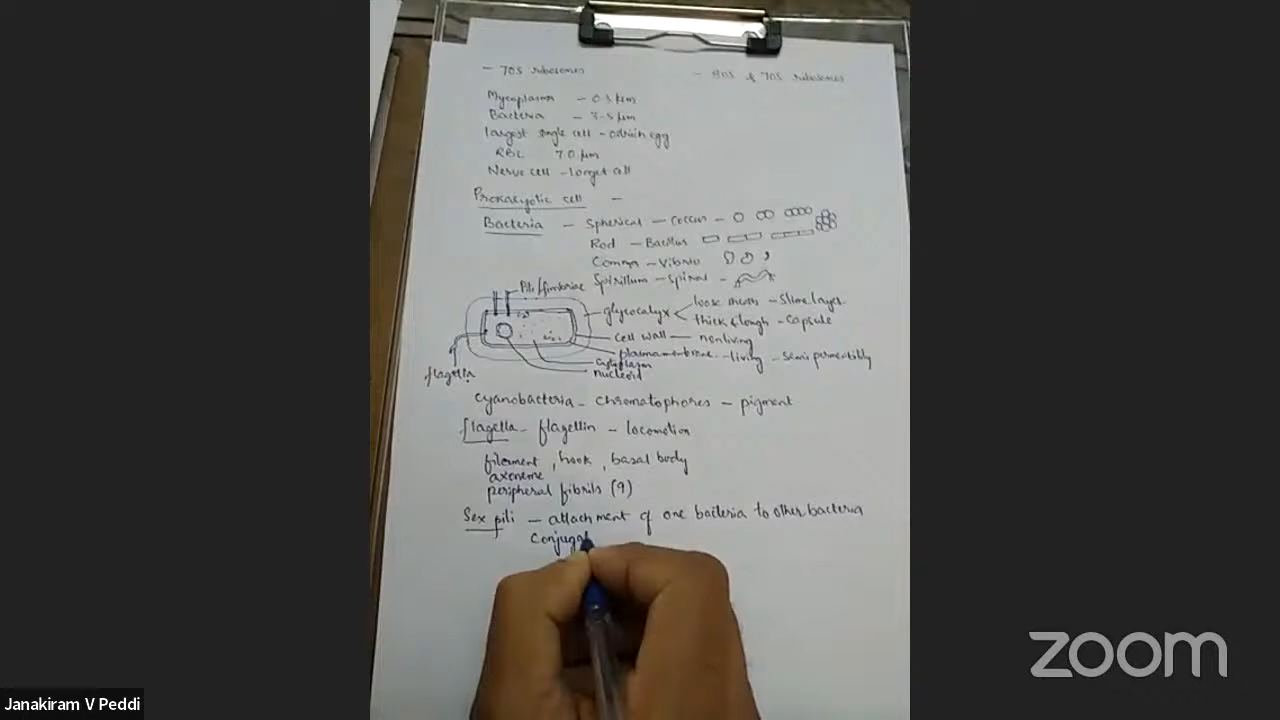 - 70S ribosomes - 80S & 70S ribosomes
Mycoplasma - 0.3 μm
Bacteria - 3-5 μm
largest single cell - ostrich egg
RBC 7.0 μm
Nerve cell - longest cell
Prokaryotic cell -
Bacteria - Spherical - Coccus -
Rod - Bacillus
Comma - Vibrio
Pili/fimbriae Spirillum - Spiral -
glycocalyx loose sheath - Slime layer
thick & tough - Capsule
cell wall - nonliving
plasmamembrane - living - semi permeability
cytoplasm
nucleoid
flagella
Cyanobacteria - chromatophores - pigment
flagella - flagellin - locomotion
filament, hook, basal body
axoneme
peripheral fibrils (9)
Sex pili - attachment of one bacteria to other bacteria
Conjugat
zoom
Janakiram V Peddi